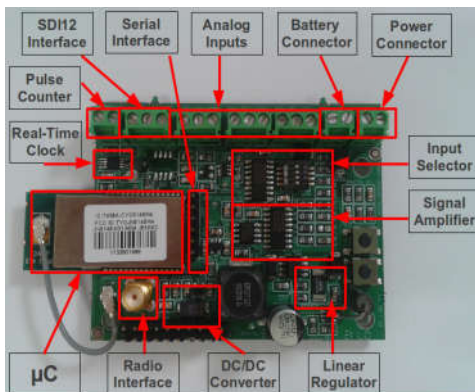 SDI12
Interface
Serial
Interface
Analog
Inputs
Battery
Connector
Power
Connector
Pulse
Counter
Real-Time
Clock
Input
Selector
Signal
Amplifier
µC
Radio
Interface
DC/DC
Converter
Linear
Regulator